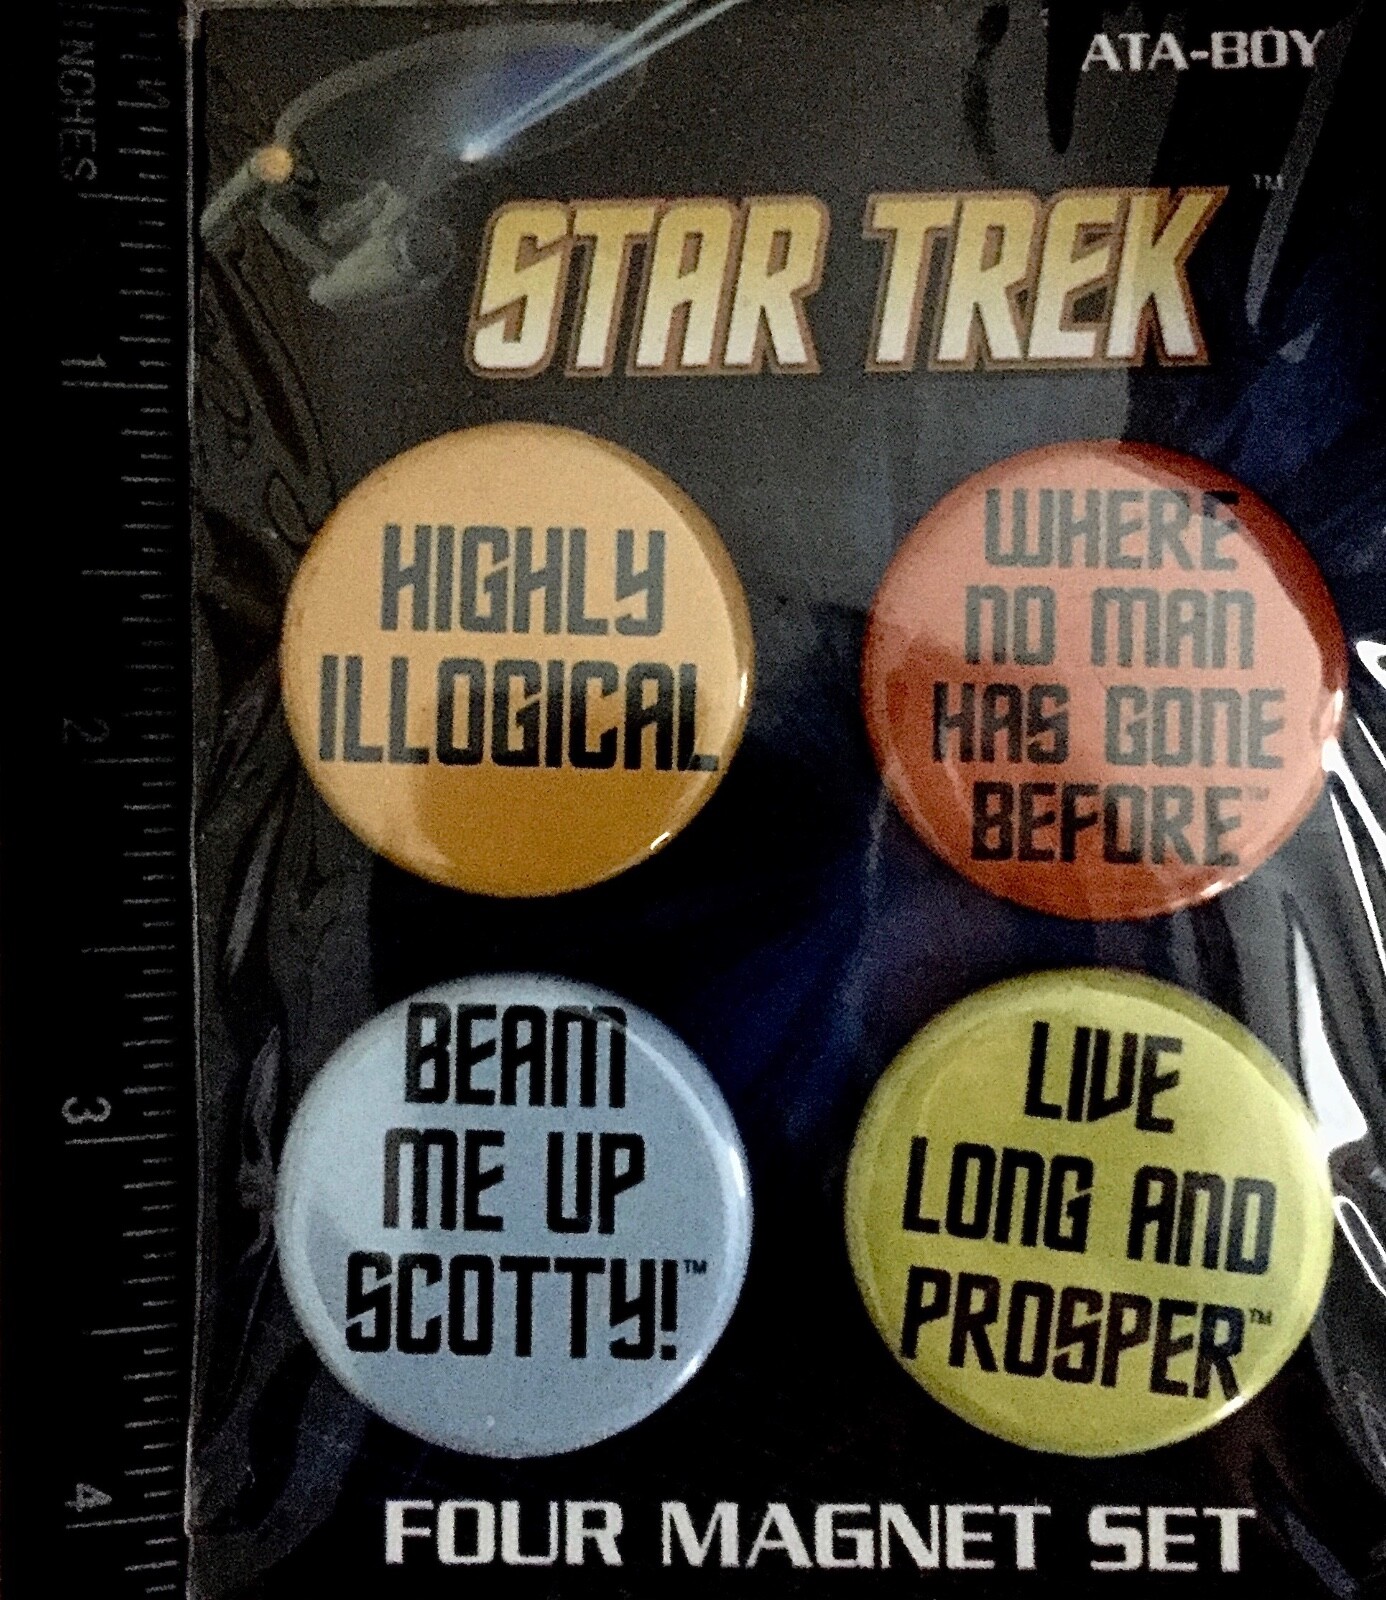 INCHES
1
2
3
4
ATA-BOY
STAR TREK™
HIGHLY
ILLOGICAL
WHERE
NO MAN
HAS GONE
BEFORE™
BEAM
ME UP
SCOTTY!™
LIVE
LONG AND
PROSPER™
FOUR MAGNET SET